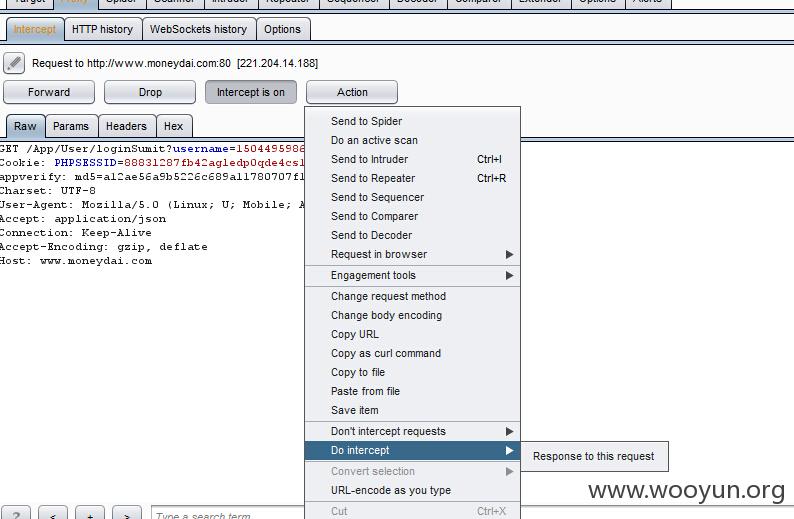 Target Proxy Spider Scanner Intruder Repeater Sequencer Decoder Comparer Extender Options Alerts
Intercept HTTP history WebSockets history Options
Request to http://www.moneydai.com:80 [221.204.14.188]
Forward Drop Intercept is on Action
Raw Params Headers Hex
GET /App/User/loginSumit?username=1504495986
Cookie: PHPSESSID=88831287fb42agledp0qde4cs1
appverify: md5=a12ae56a9b5226c689a11780707f1
Charset: UTF-8
User-Agent: Mozilla/5.0 (Linux; U; Mobile; A
Accept: application/json
Connection: Keep-Alive
Accept-Encoding: gzip, deflate
Host: www.moneydai.com
Send to Spider
Do an active scan
Send to Intruder Ctrl+I
Send to Repeater Ctrl+R
Send to Sequencer
Send to Comparer
Send to Decoder
Request in browser
Engagement tools
Change request method
Change body encoding
Copy URL
Copy as curl command
Copy to file
Paste from file
Save item
Don't intercept requests
Do intercept
Response to this request
Convert selection
URL-encode as you type
Cut Ctrl+X
? < + > Type a search term
www.wooyun.org